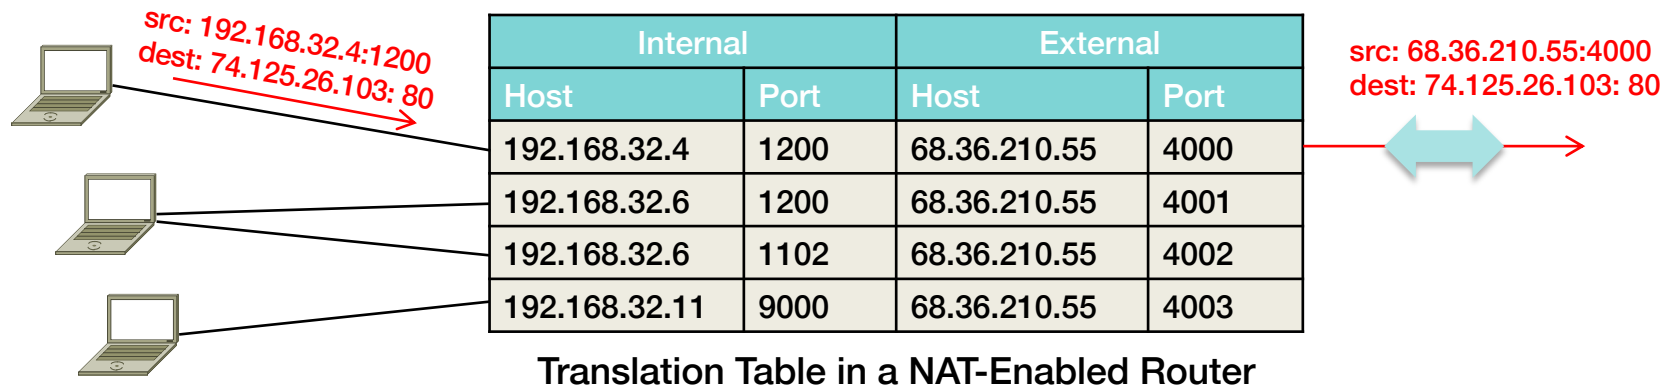 src: 192.168.32.4:1200
dest: 74.125.26.103: 80
Internal External
Host Port Host Port
192.168.32.4 1200 68.36.210.55 4000
192.168.32.6 1200 68.36.210.55 4001
192.168.32.6 1102 68.36.210.55 4002
192.168.32.11 9000 68.36.210.55 4003
src: 68.36.210.55:4000
dest: 74.125.26.103: 80
Translation Table in a NAT-Enabled Router